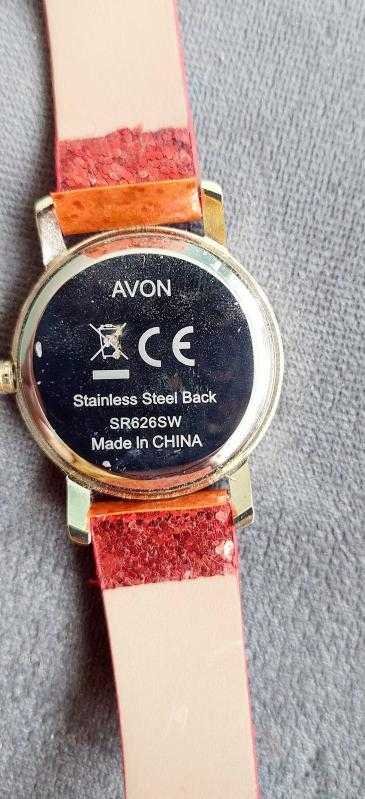 AVON
CE
Stainless Steel Back
SR626SW
Made In CHINA